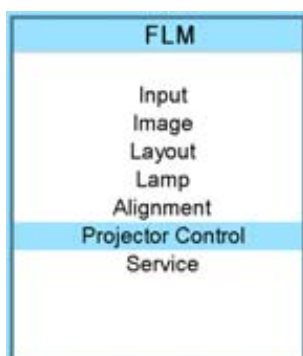 FLM
Input
Image
Layout
Lamp
Alignment
Projector Control
Service